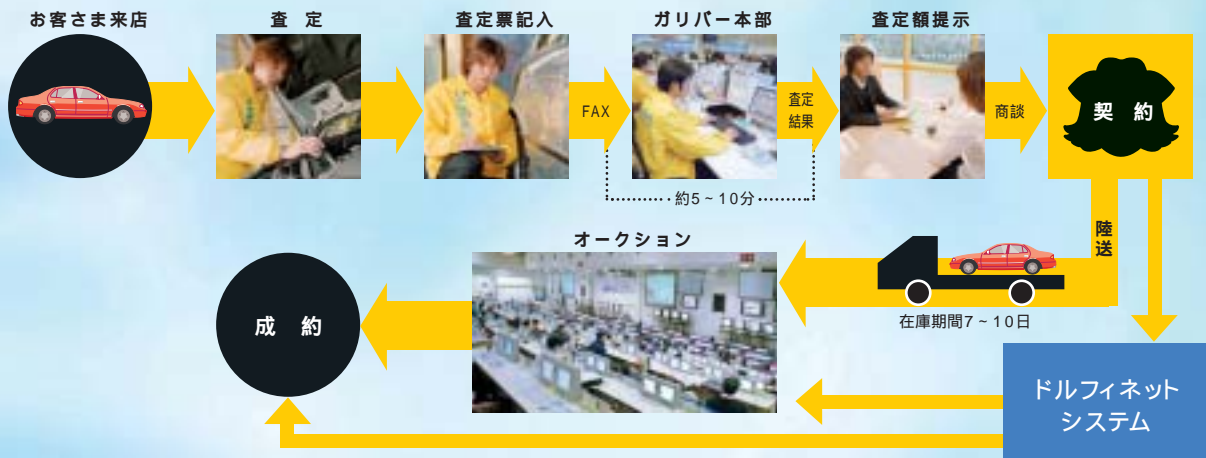 お客さま来店
査 定
査定票記入
ガリバー本部
査定額提示
FAX
査定
結果
商談
契 約
約5~10分
陸送
オークション
成 約
在庫期間7~10日
ドルフィネット
システム